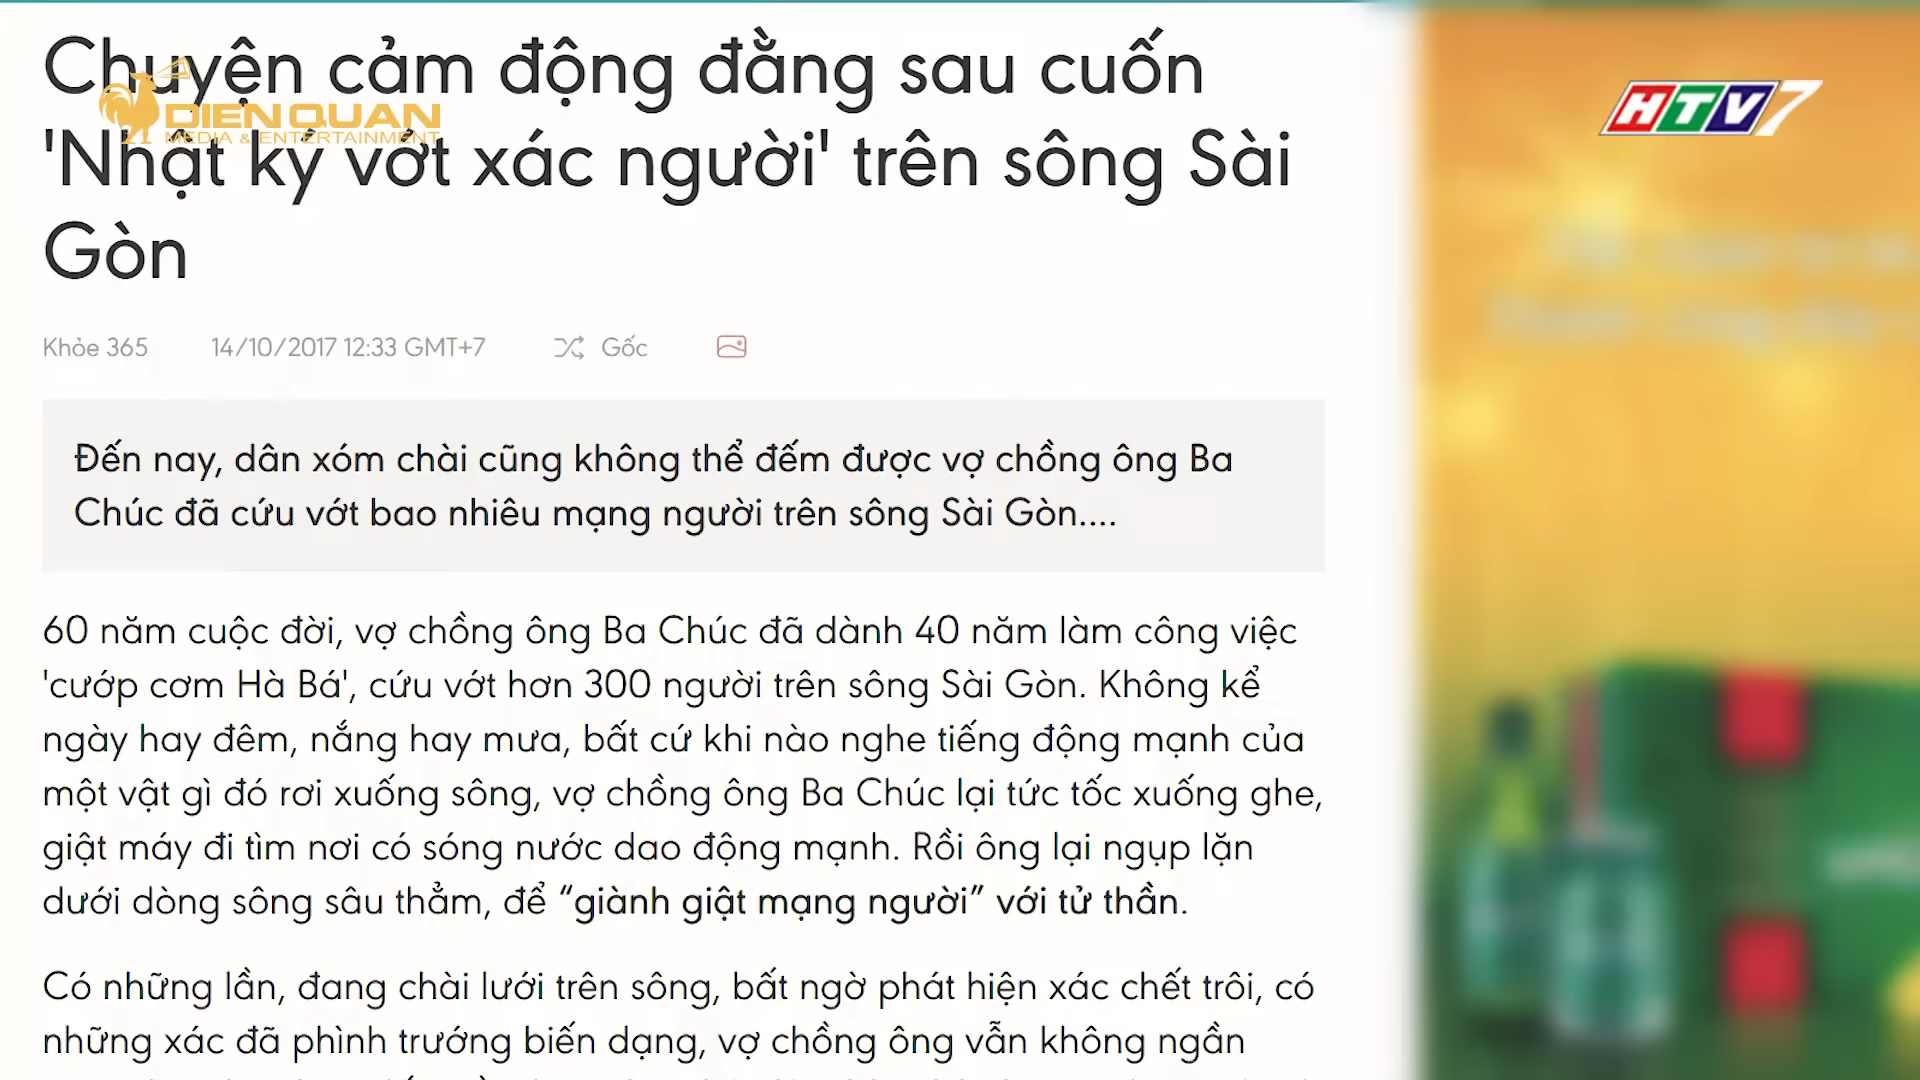 Chuyện cảm động đằng sau cuốn
'Nhật ký vớt xác người' trên sông Sài
Gòn
DIENQUAN
MEDIA & ENTERTAINMENT
HTV7
Khỏe 365 14/10/2017 12:33 GMT+7 Gốc
Đến nay, dân xóm chài cũng không thể đếm được vợ chồng ông Ba
Chúc đã cứu vớt bao nhiêu mạng người trên sông Sài Gòn....
60 năm cuộc đời, vợ chồng ông Ba Chúc đã dành 40 năm làm công việc
'cướp cơm Hà Bá', cứu vớt hơn 300 người trên sông Sài Gòn. Không kể
ngày hay đêm, nắng hay mưa, bất cứ khi nào nghe tiếng động mạnh của
một vật gì đó rơi xuống sông, vợ chồng ông Ba Chúc lại tức tốc xuống ghe,
giật máy đi tìm nơi có sóng nước dao động mạnh. Rồi ông lại ngụp lặn
dưới dòng sông sâu thẳm, để “giành giật mạng người” với tử thần.
Có những lần, đang chài lưới trên sông, bất ngờ phát hiện xác chết trôi, có
những xác đã phình trướng biến dạng, vợ chồng ông vẫn không ngần